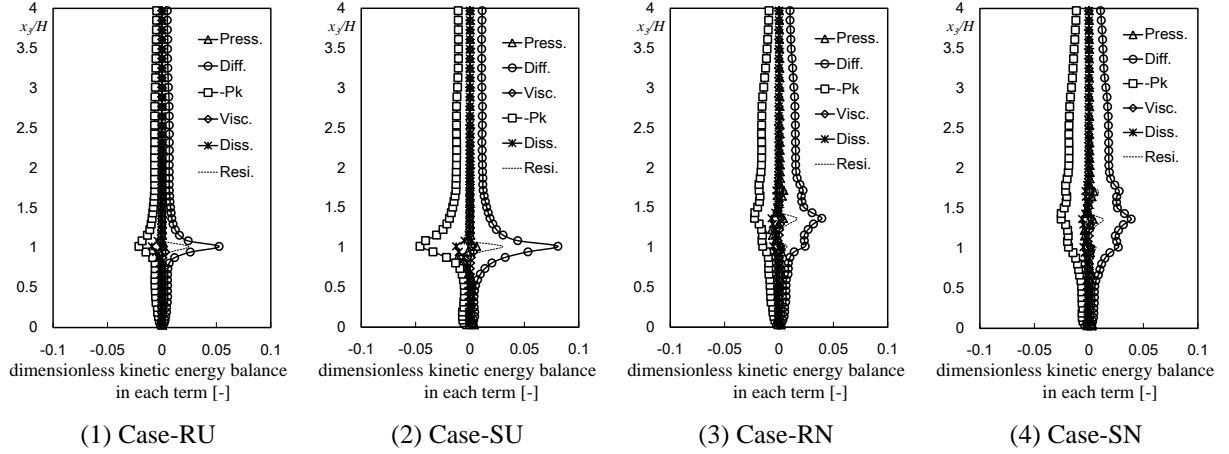 4
x3/H
3.5
3
2.5
2
1.5
1
0.5
0
-0.1 -0.05 0 0.05 0.1
Press.
Diff.
-Pk
Visc.
Diss.
Resi.
dimensionless kinetic energy balance
in each term [-]
(1) Case-RU
4
x3/H
3.5
3
2.5
2
1.5
1
0.5
0
-0.1 -0.05 0 0.05 0.1
Press.
Diff.
-Pk
Visc.
-Pk
Diss.
Resi.
dimensionless kinetic energy balance
in each term [-]
(2) Case-SU
4
x3/H
3.5
3
2.5
2
1.5
1
0.5
0
-0.1 -0.05 0 0.05 0.1
Press.
Diff.
-Pk
Visc.
Diss.
Resi.
dimensionless kinetic energy balance
in each term [-]
(3) Case-RN
4
x3/H
3.5
3
2.5
2
1.5
1
0.5
0
-0.1 -0.05 0 0.05 0.1
Press.
Diff.
-Pk
Visc.
Diss.
Resi.
dimensionless kinetic energy balance
in each term [-]
(4) Case-SN